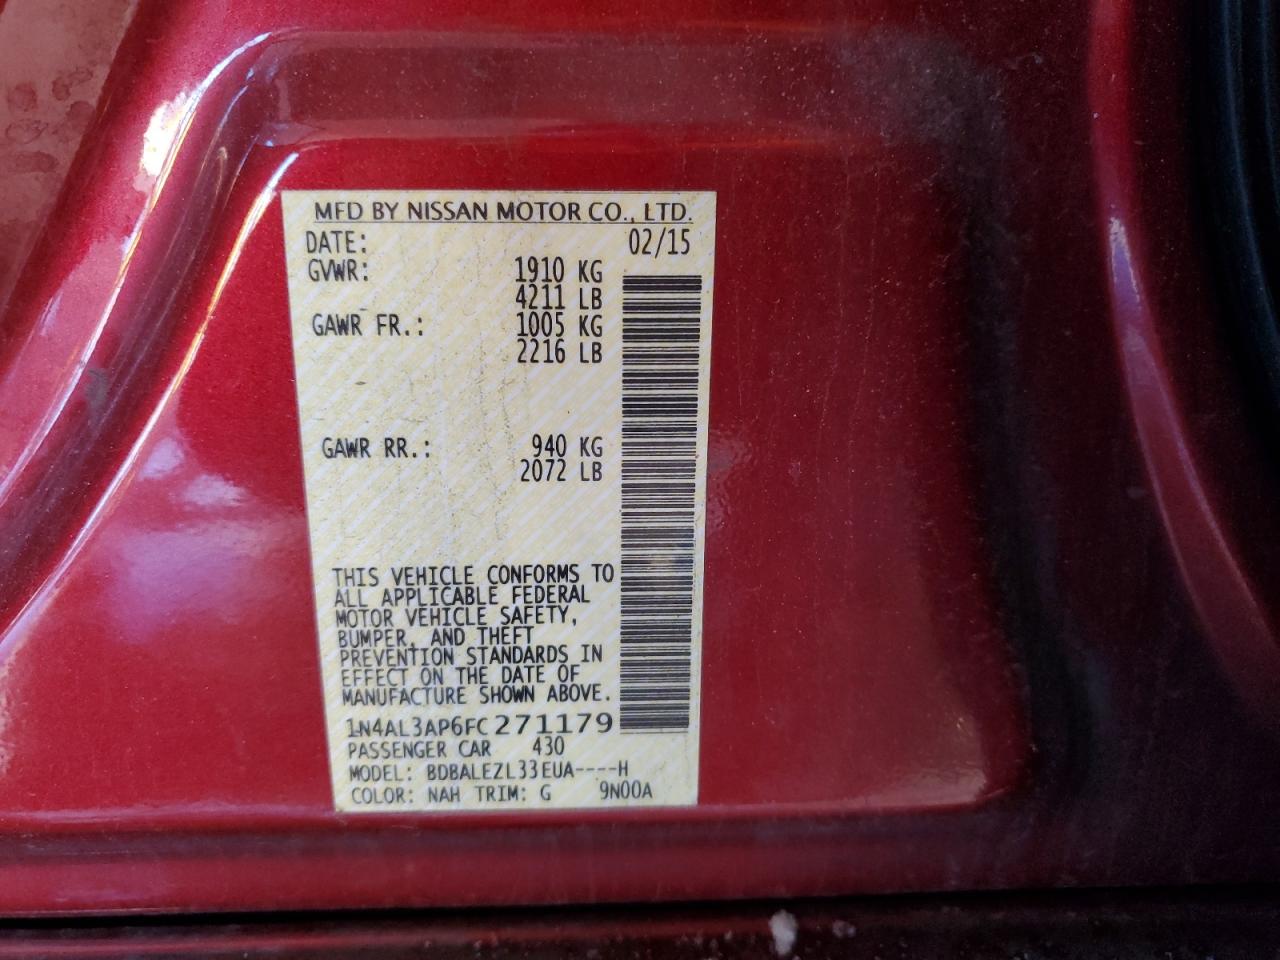 MFD BY NISSAN MOTOR CO., LTD.
DATE: 02/15
GVWR: 1910 KG
4211 LB
GAWR FR.: 1005 KG
2216 LB
GAWR RR.: 940 KG
2072 LB
THIS VEHICLE CONFORMS TO
ALL APPLICABLE FEDERAL
MOTOR VEHICLE SAFETY,
BUMPER, AND THEFT
PREVENTION STANDARDS IN
EFFECT ON THE DATE OF
MANUFACTURE SHOWN ABOVE.
1N4AL3AP6FC271179
PASSENGER CAR 430
MODEL: BDBALEZL33EUA----H
COLOR: NAH TRIM: G 9N00A